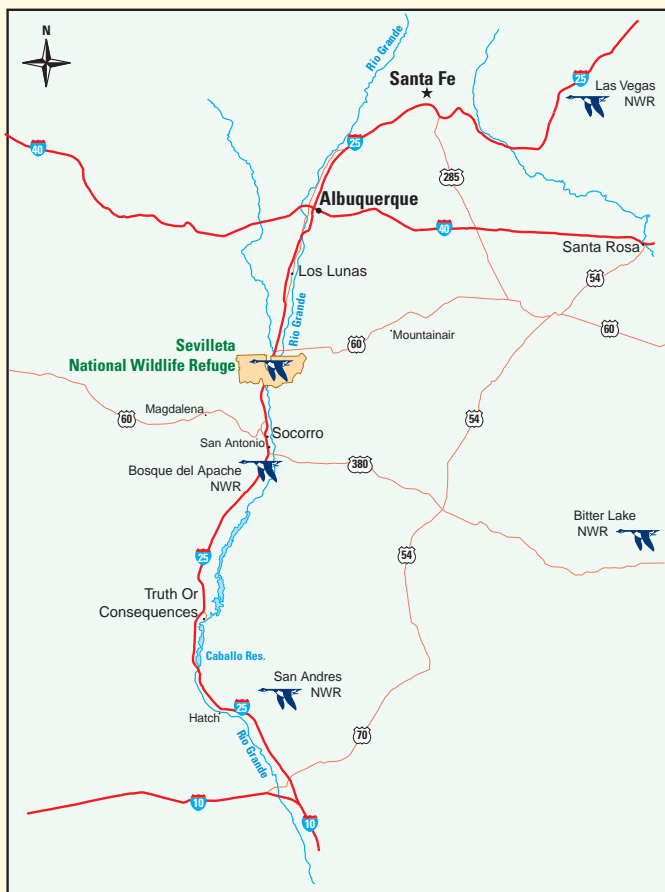 N
Rio Grande
Santa Fe
25
Las Vegas
NWR
25
40
285
Albuquerque
40
Santa Rosa
54
Los Lunas
Rio Grande
60
Mountainair
60
Sevilleta
National Wildlife Refuge
Magdalena
60
54
Socorro
San Antonio
380
Bosque del Apache
NWR
Bitter Lake
NWR
25
54
Truth Or
Consequences
Caballo Res.
San Andres
NWR
25
Hatch
Rio Grande
70
10
10